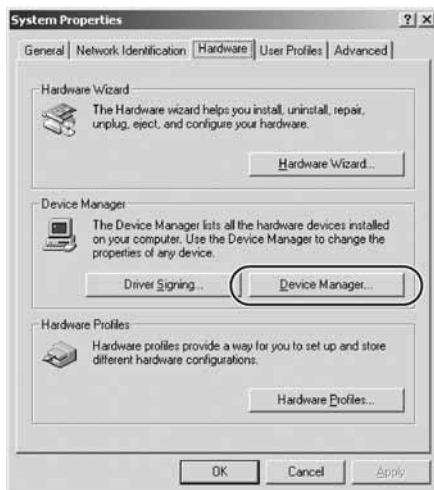 System Properties
? X
General Network Identification Hardware User Profiles Advanced
Hardware Wizard
The Hardware wizard helps you install, uninstall, repair,
unplug, eject, and configure your hardware.
Hardware Wizard...
Device Manager
The Device Manager lists all the hardware devices installed
on your computer. Use the Device Manager to change the
properties of any device.
Driver Signing... Device Manager...
Hardware Profiles
Hardware profiles provide a way for you to set up and store
different hardware configurations.
Hardware Profiles...
OK Cancel Apply